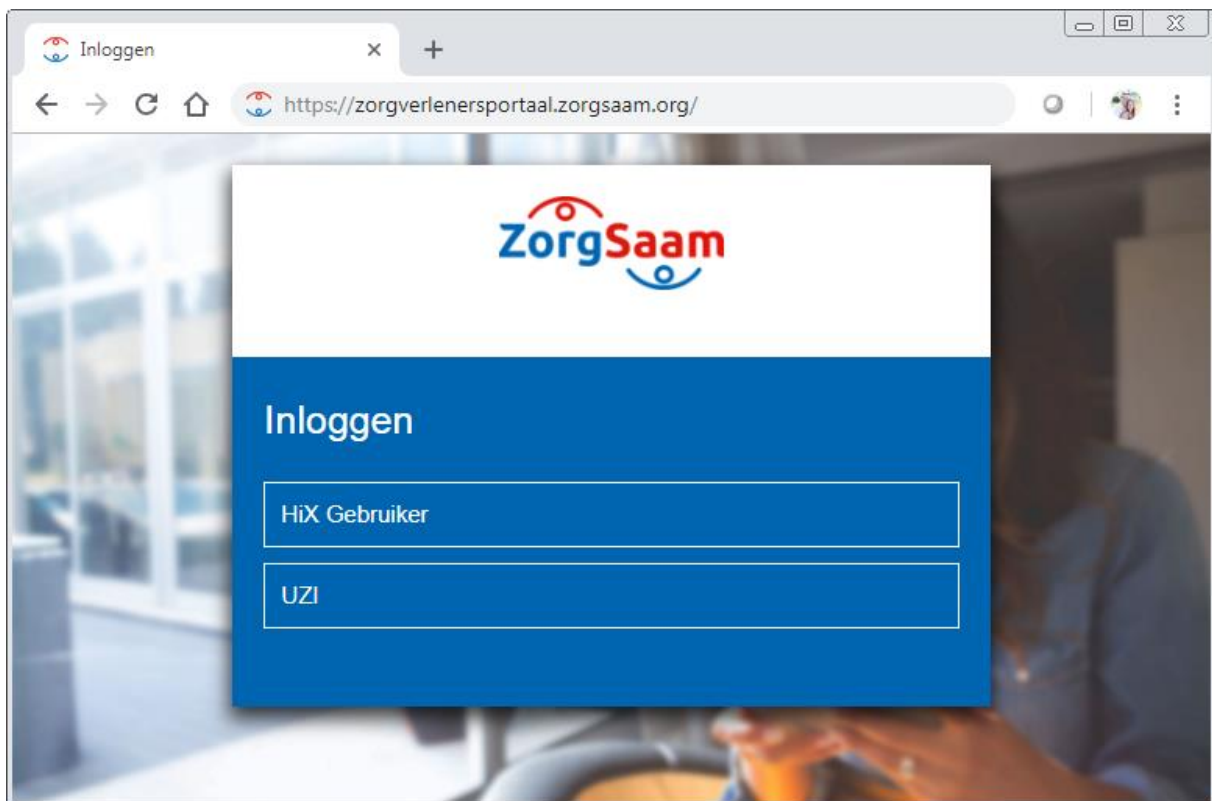 Inloggen
https://zorgverlenersportaal.zorgsaam.org/
ZorgSaam
Inloggen
HiX Gebruiker
UZI